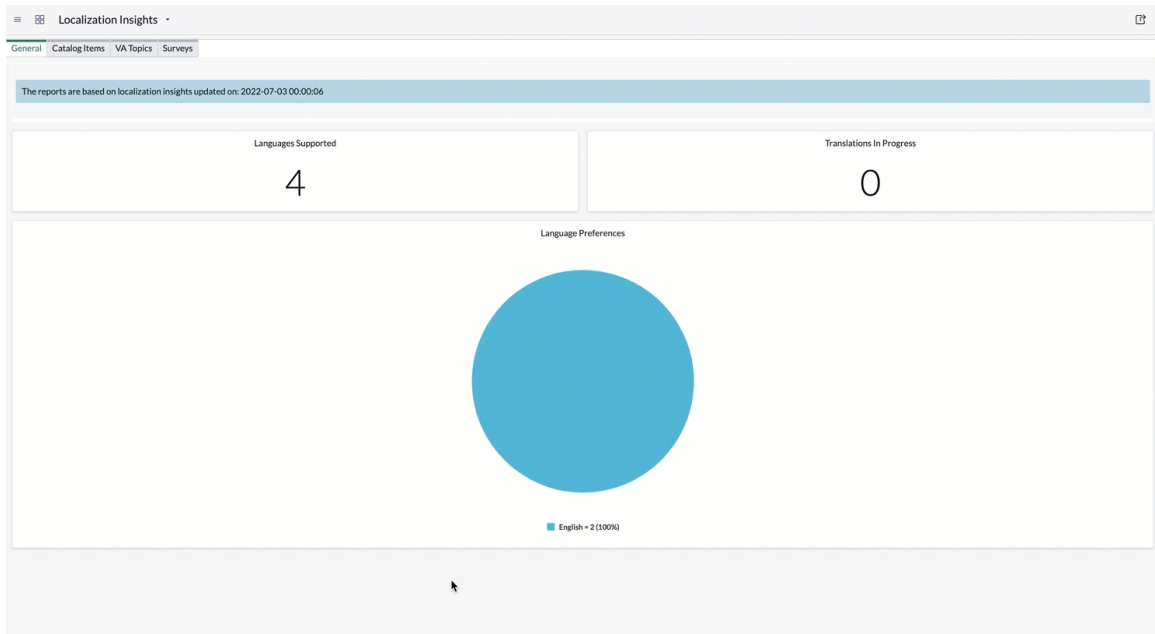 Localization Insights
General Catalog Items VA Topics Surveys
The reports are based on localization insights updated on: 2022-07-03 00:00:06
Languages Supported
4
Translations In Progress
0
Language Preferences
English = 2 (100%)